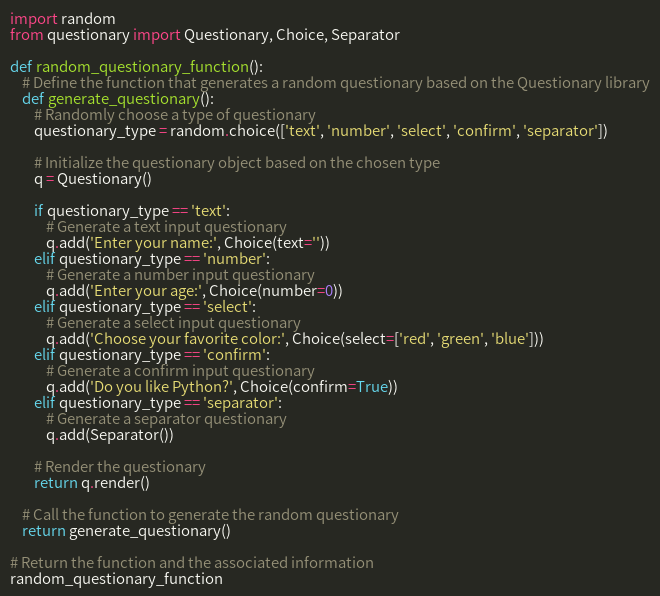 import random
from questionary import Questionary, Choice, Separator

def random_questionary_function():
    # Define the function that generates a random questionary based on the Questionary library
    def generate_questionary():
        # Randomly choose a type of questionary
        questionary_type = random.choice(['text', 'number', 'select', 'confirm', 'separator'])

        # Initialize the questionary object based on the chosen type
        q = Questionary()

        if questionary_type == 'text':
            # Generate a text input questionary
            q.add('Enter your name:', Choice(text=''))
        elif questionary_type == 'number':
            # Generate a number input questionary
            q.add('Enter your age:', Choice(number=0))
        elif questionary_type == 'select':
            # Generate a select input questionary
            q.add('Choose your favorite color:', Choice(select=['red', 'green', 'blue']))
        elif questionary_type == 'confirm':
            # Generate a confirm input questionary
            q.add('Do you like Python?', Choice(confirm=True))
        elif questionary_type == 'separator':
            # Generate a separator questionary
            q.add(Separator())

        # Render the questionary
        return q.render()

    # Call the function to generate the random questionary
    return generate_questionary()

# Return the function and the associated information
random_questionary_function